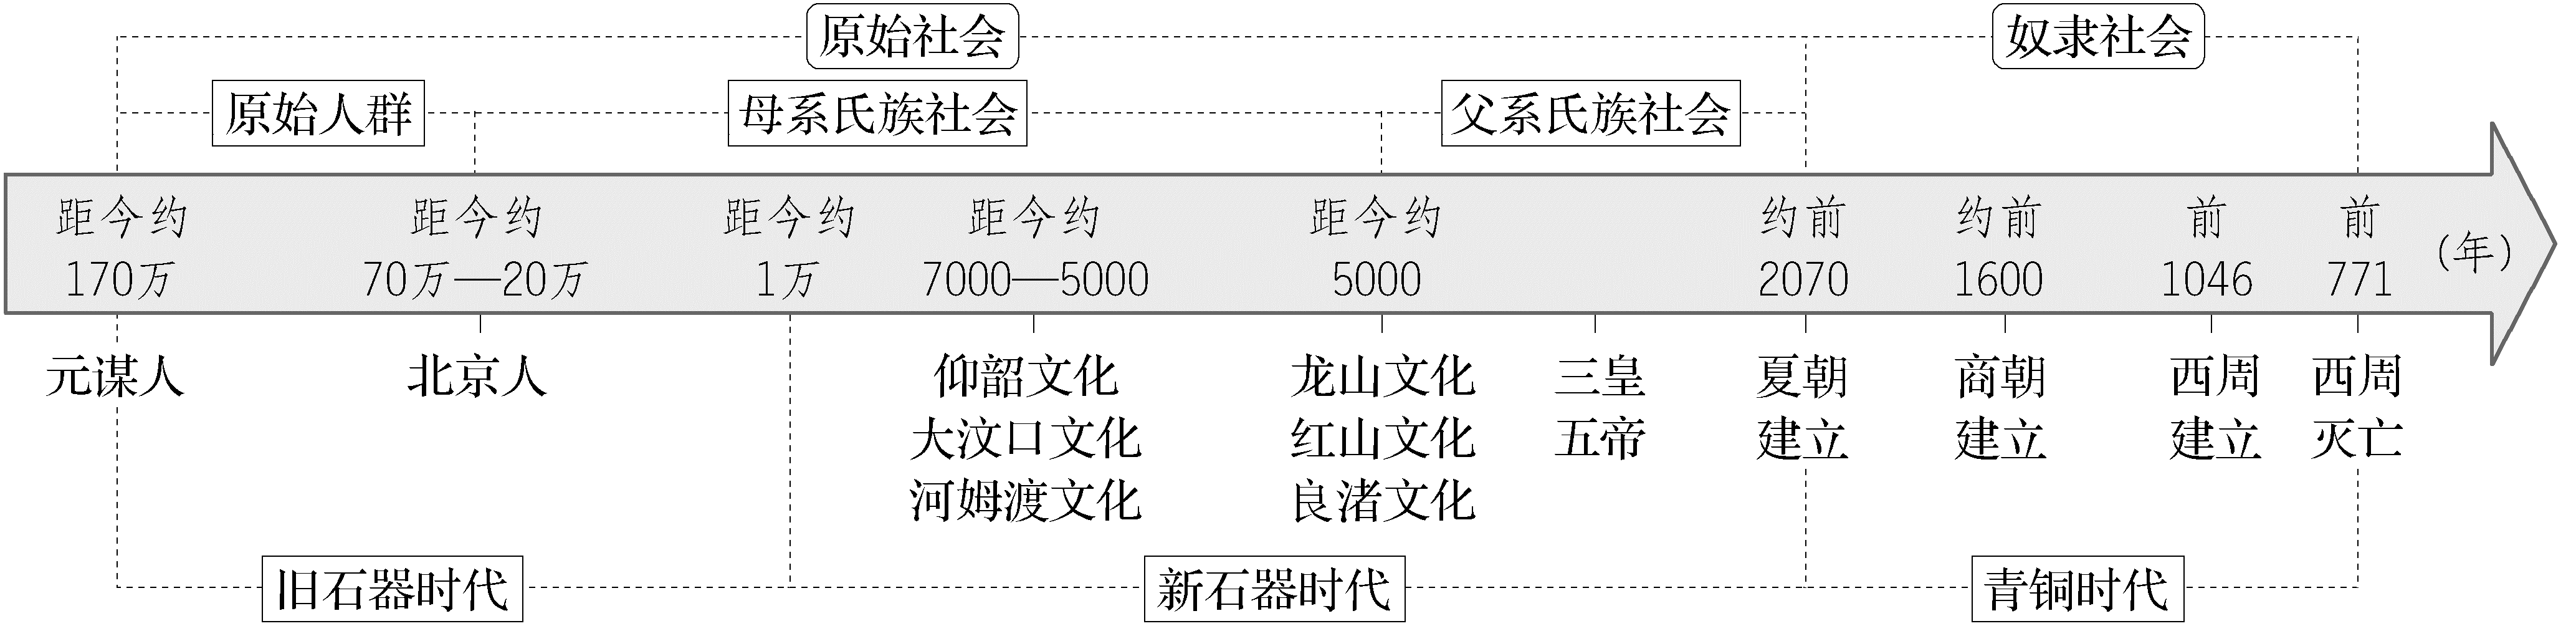 原始社会 奴隶社会
原始人群 母系氏族社会 父系氏族社会
距今约 距今约 距今约 距今约 距今约 约前 约前 前 前
170万 70万—20万 1万 7000—5000 5000 2070 1600 1046 771 (年)
元谋人 北京人 仰韶文化 龙山文化 三皇 夏朝 商朝 西周 西周
大汶口文化 红山文化 五帝 建立 建立 建立 灭亡
河姆渡文化 良渚文化
旧石器时代 新石器时代 青铜时代